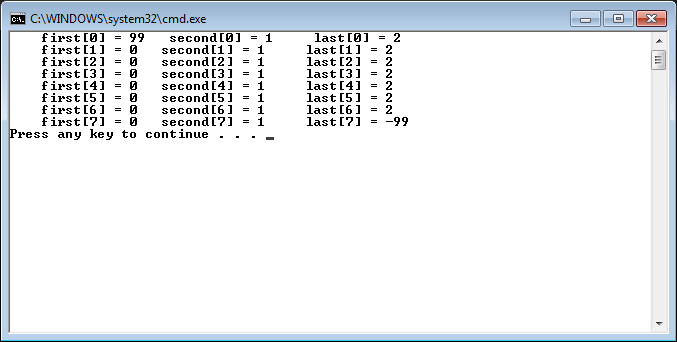 C:\WINDOWS\system32\cmd.exe
first[0] = 99   second[0] = 1     last[0] = 2
first[1] = 0   second[1] = 1     last[1] = 2
first[2] = 0   second[2] = 1     last[2] = 2
first[3] = 0   second[3] = 1     last[3] = 2
first[4] = 0   second[4] = 1     last[4] = 2
first[5] = 0   second[5] = 1     last[5] = 2
first[6] = 0   second[6] = 1     last[6] = 2
first[7] = 0   second[7] = 1     last[7] = -99
Press any key to continue . . . _